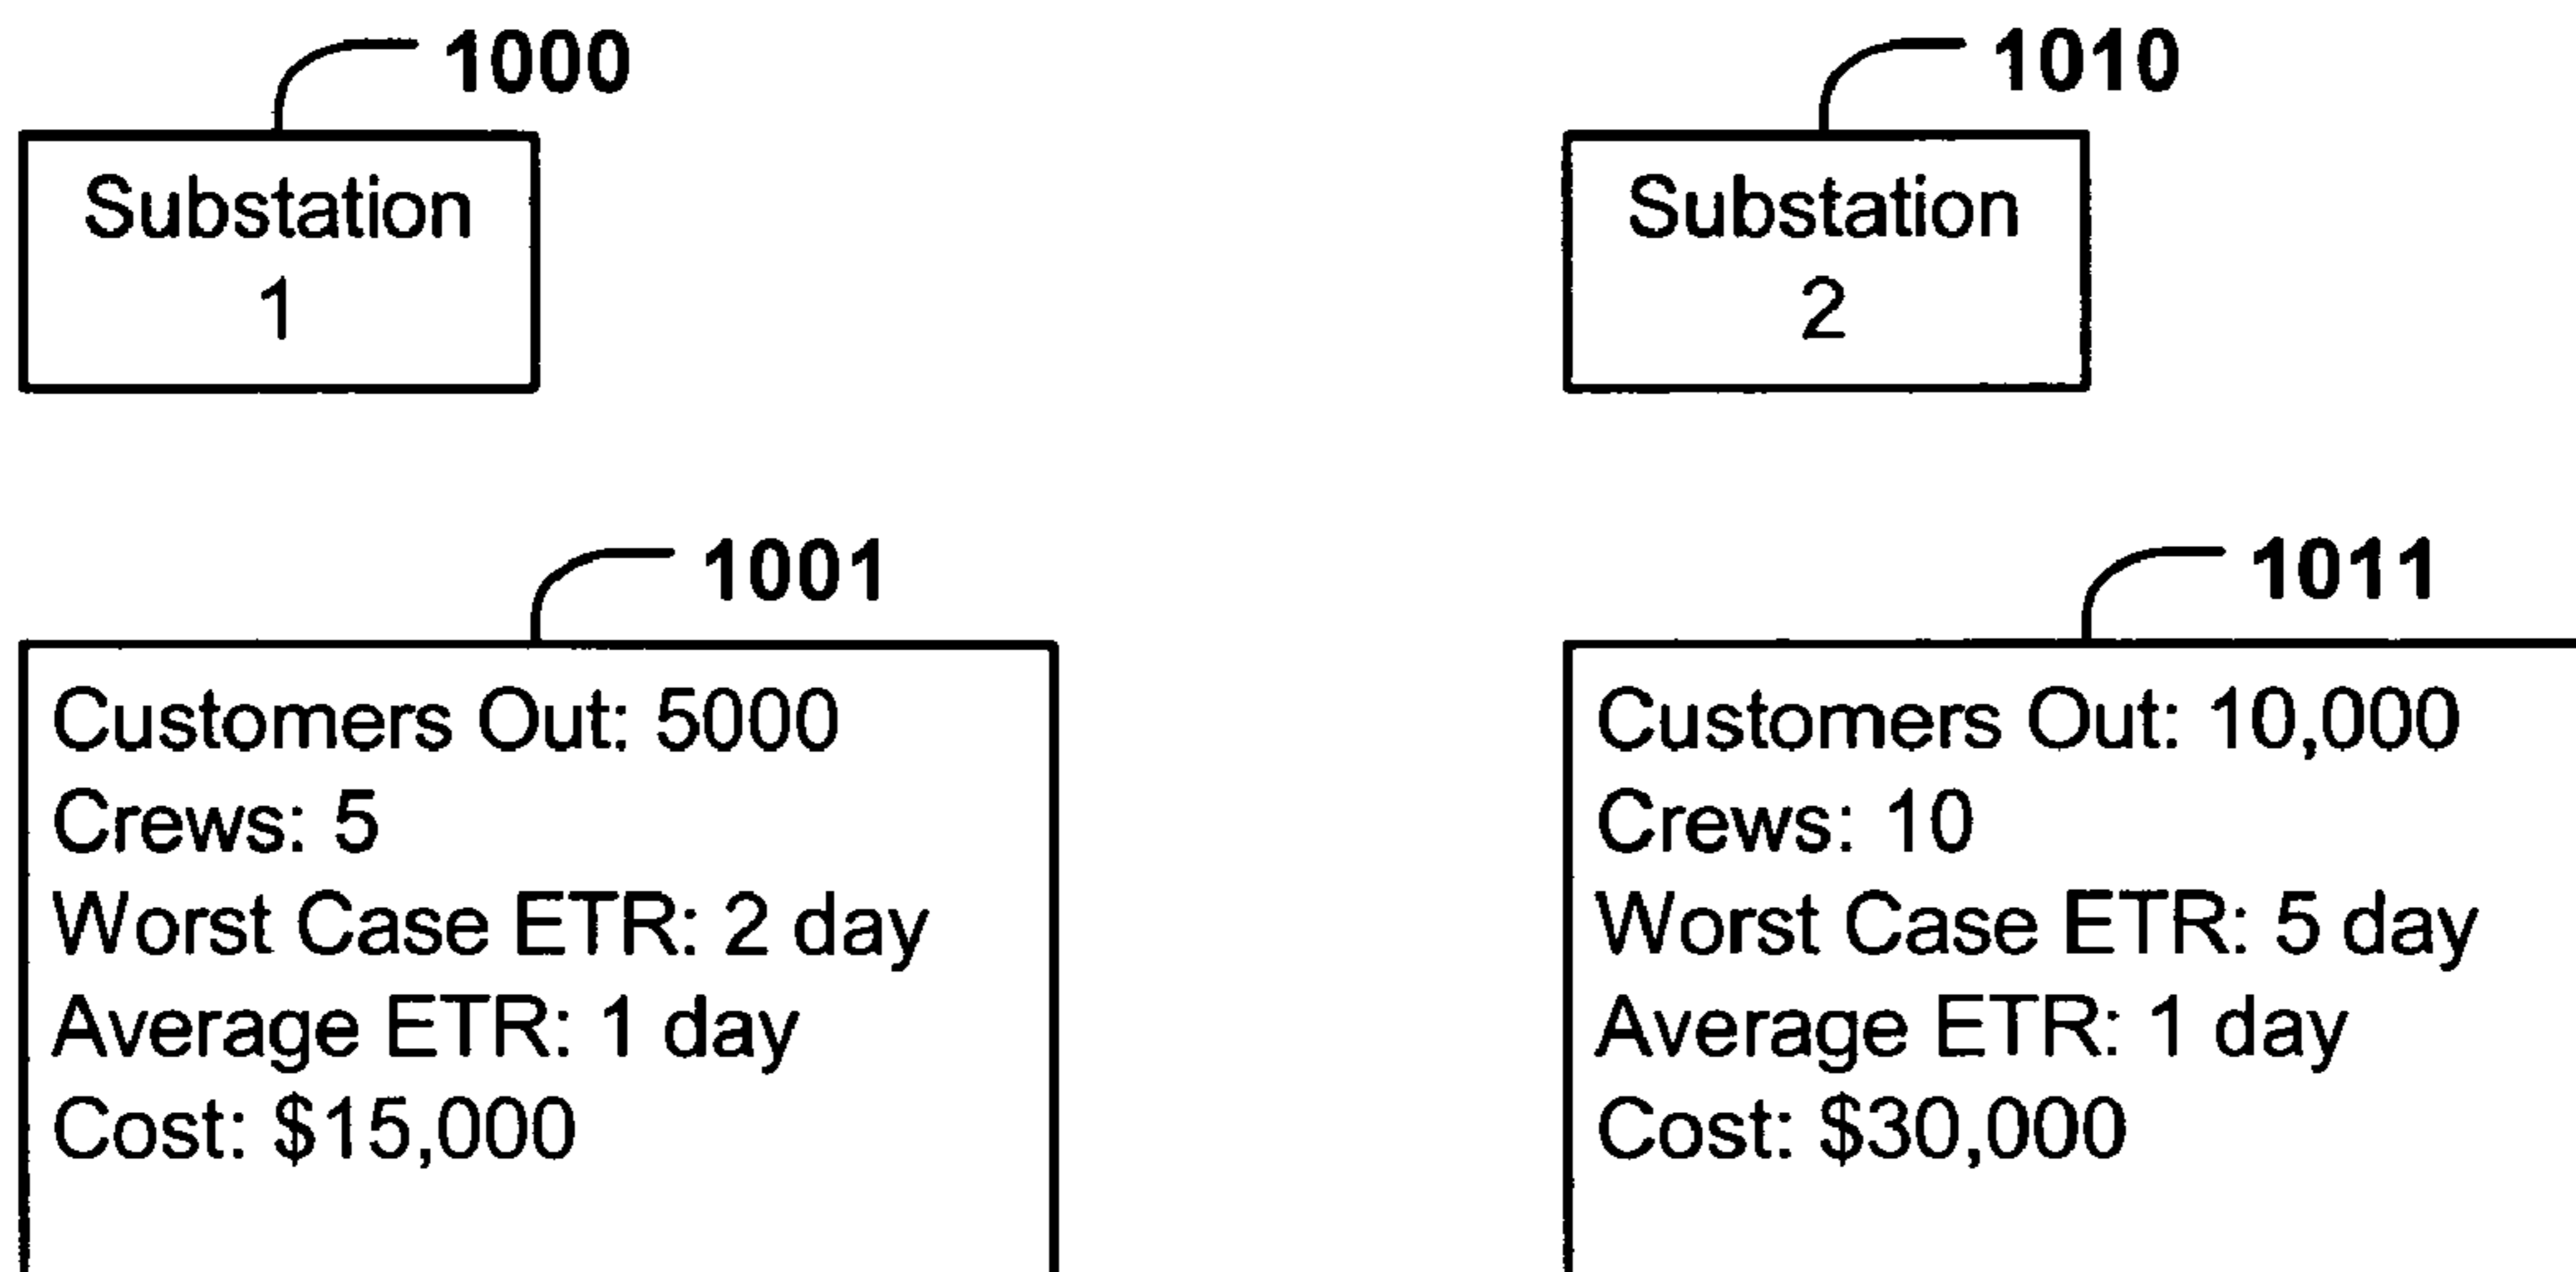 1000
Substation
1
1010
Substation
2
1001
Customers Out: 5000
Crews: 5
Worst Case ETR: 2 day
Average ETR: 1 day
Cost: $15,000
1011
Customers Out: 10,000
Crews: 10
Worst Case ETR: 5 day
Average ETR: 1 day
Cost: $30,000